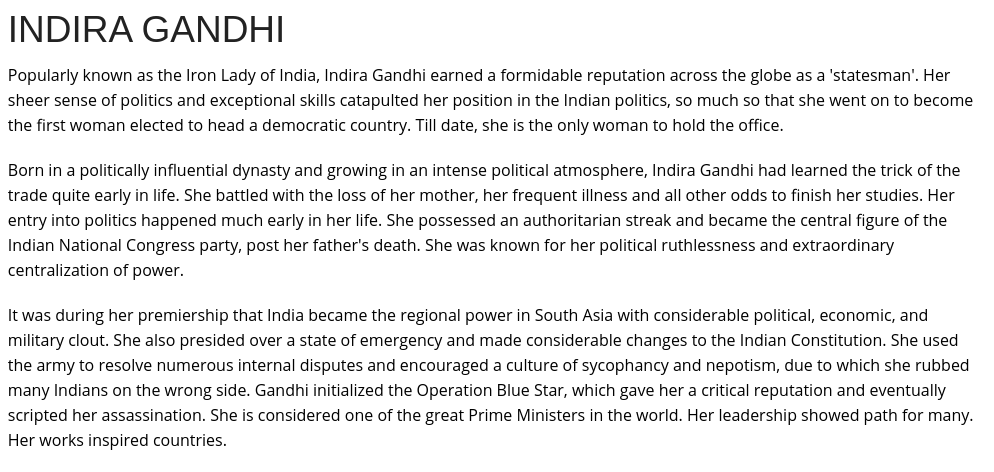 INDIRA GANDHI
Popularly known as the Iron Lady of India, Indira Gandhi earned a formidable reputation across the globe as a 'statesman'. Her
sheer sense of politics and exceptional skills catapulted her position in the Indian politics, so much so that she went on to become
the first woman elected to head a democratic country. Till date, she is the only woman to hold the office.
Born in a politically influential dynasty and growing in an intense political atmosphere, Indira Gandhi had learned the trick of the
trade quite early in life. She battled with the loss of her mother, her frequent illness and all other odds to finish her studies. Her
entry into politics happened much early in her life. She possessed an authoritarian streak and became the central figure of the
Indian National Congress party, post her father's death. She was known for her political ruthlessness and extraordinary
centralization of power.
It was during her premiership that India became the regional power in South Asia with considerable political, economic, and
military clout. She also presided over a state of emergency and made considerable changes to the Indian Constitution. She used
the army to resolve numerous internal disputes and encouraged a culture of sycophancy and nepotism, due to which she rubbed
many Indians on the wrong side. Gandhi initialized the Operation Blue Star, which gave her a critical reputation and eventually
scripted her assassination. She is considered one of the great Prime Ministers in the world. Her leadership showed path for many.
Her works inspired countries.